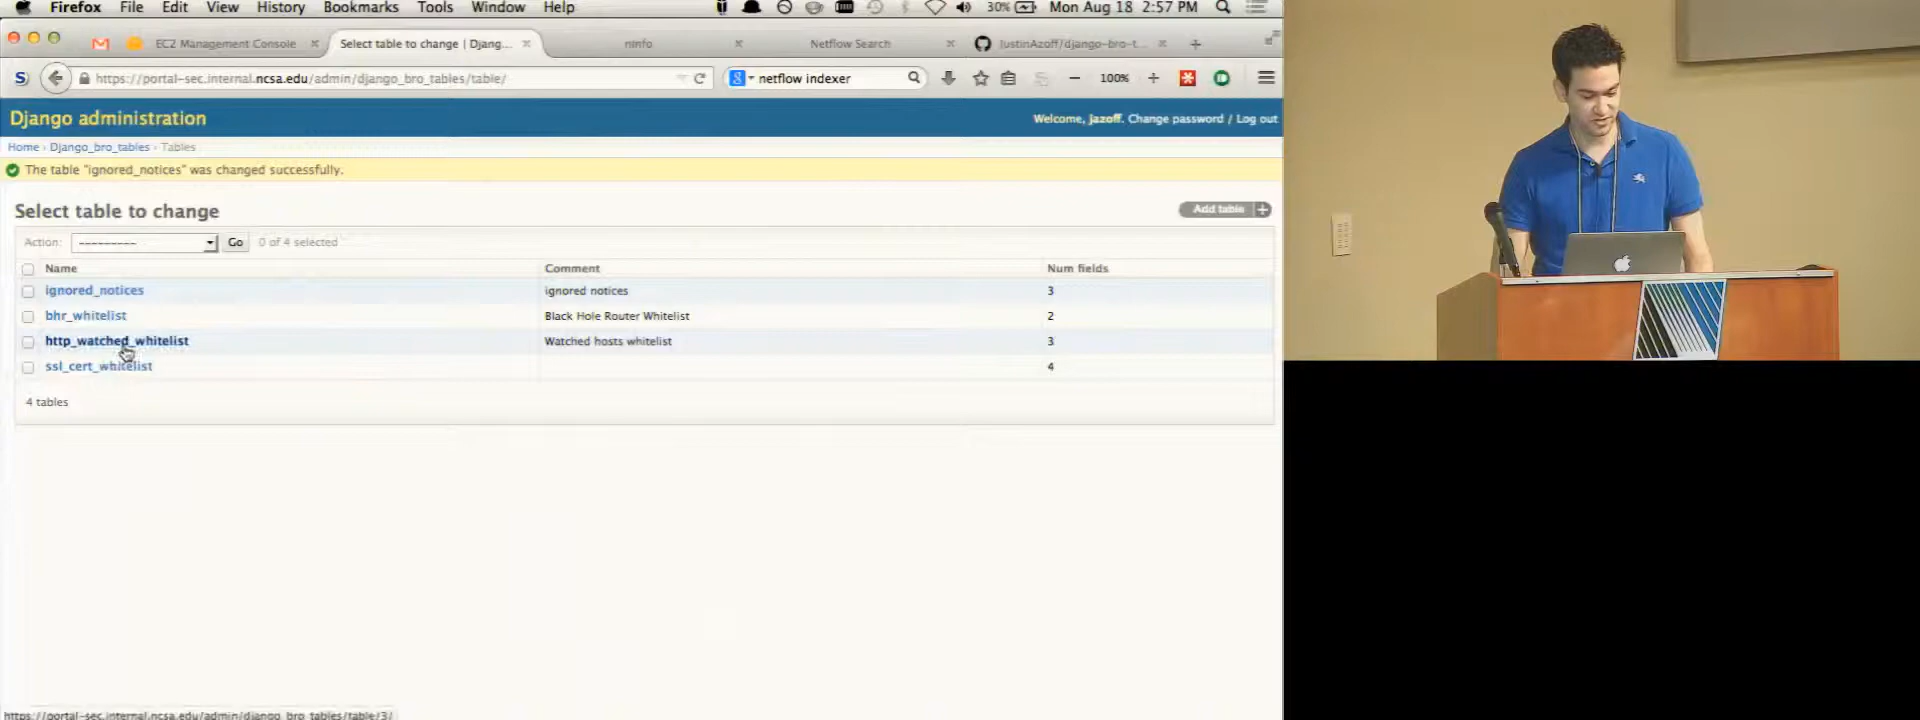 Firefox File Edit View History Bookmarks Tools Window Help 30% Mon Aug 18 2:57 PM
EC2 Management Console Select table to change | Djang... ninfo Netflow Search JustinAzoff/django-bro-t...
https://portal-sec.internal.ncsa.edu/admin/django_bro_tables/table/ netflow indexer 100%
Django administration Welcome, jazoff. Change password / Log out
Home › Django_bro_tables › Tables
The table "ignored_notices" was changed successfully.
Select table to change Add table +
Action: --------- Go 0 of 4 selected
Name Comment Num fields
ignored_notices ignored notices 3
bhr_whitelist Black Hole Router Whitelist 2
http_watched_whitelist Watched hosts whitelist 3
ssl_cert_whitelist 4
4 tables
https://portal-sec.internal.ncsa.edu/admin/django_bro_tables/table/3/